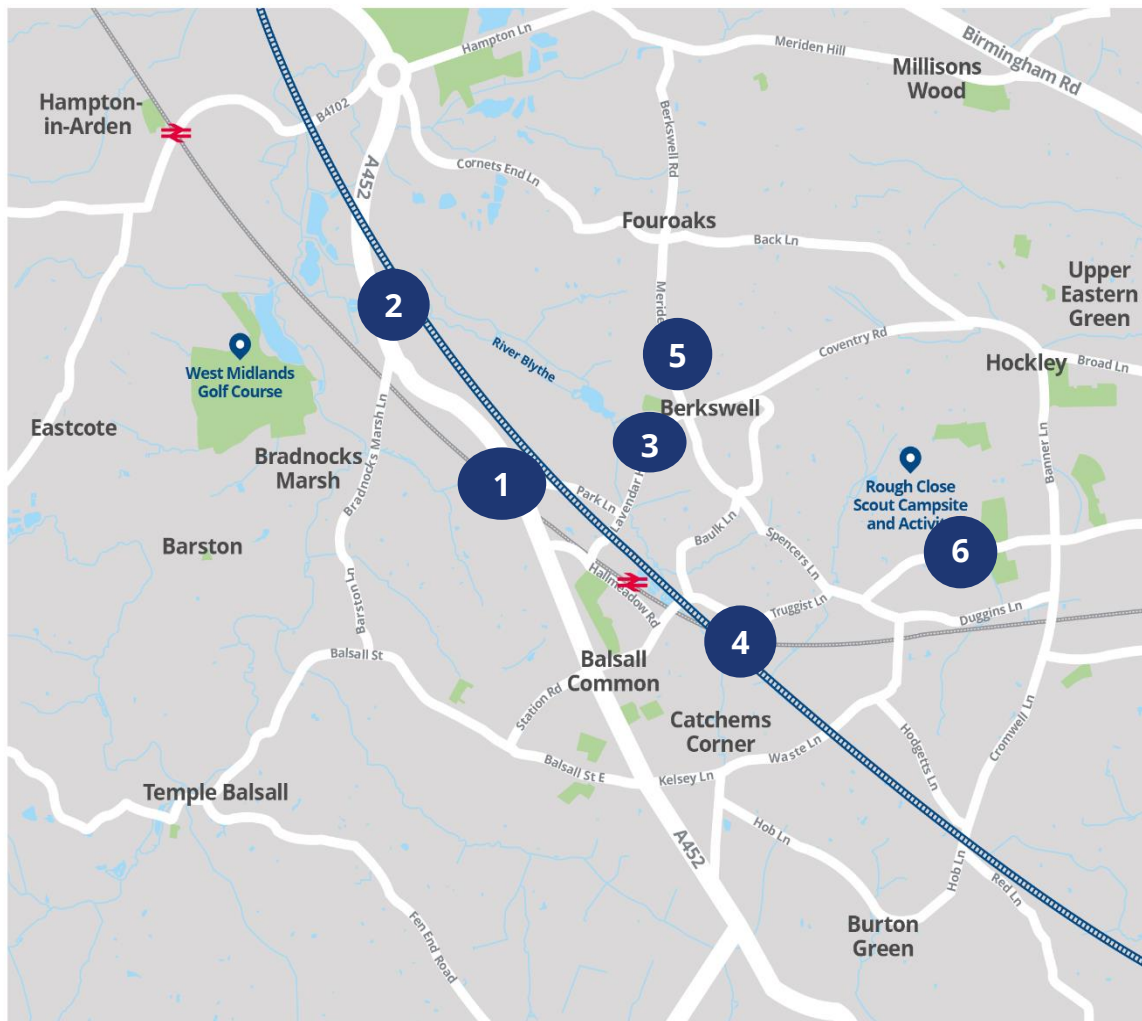 Hampton Ln
Meriden Hill
Birmingham Rd
Millisons
Wood
Hampton-
in-Arden
B4102
A452
Berkswell Rd
Cornets End Ln
Fouroaks
Back Ln
Upper
Eastern
Green
2
River Blythe
5
Coventry Rd
Hockley
Broad Ln
West Midlands
Golf Course
Berkswell
Eastcote
Bradnocks
Marsh
Bradnocks Marsh Ln
3
1
Park Ln
Rough Close
Scout Campsite
Banner Ln
Baulk Ln
Spencers Ln
Barston
6
Hallmeadow Rd
Barston Ln
Truggist Ln
Duggins Ln
4
Balsall St
Balsall
Common
Station Rd
Catchems
Corner
Waste Ln
Hodgetts Ln
Cromwell Ln
Balsall St E
Kelsey Ln
Temple Balsall
A452
Hob Ln
Hob Ln
Red Ln
Burton
Green
Fen End Road